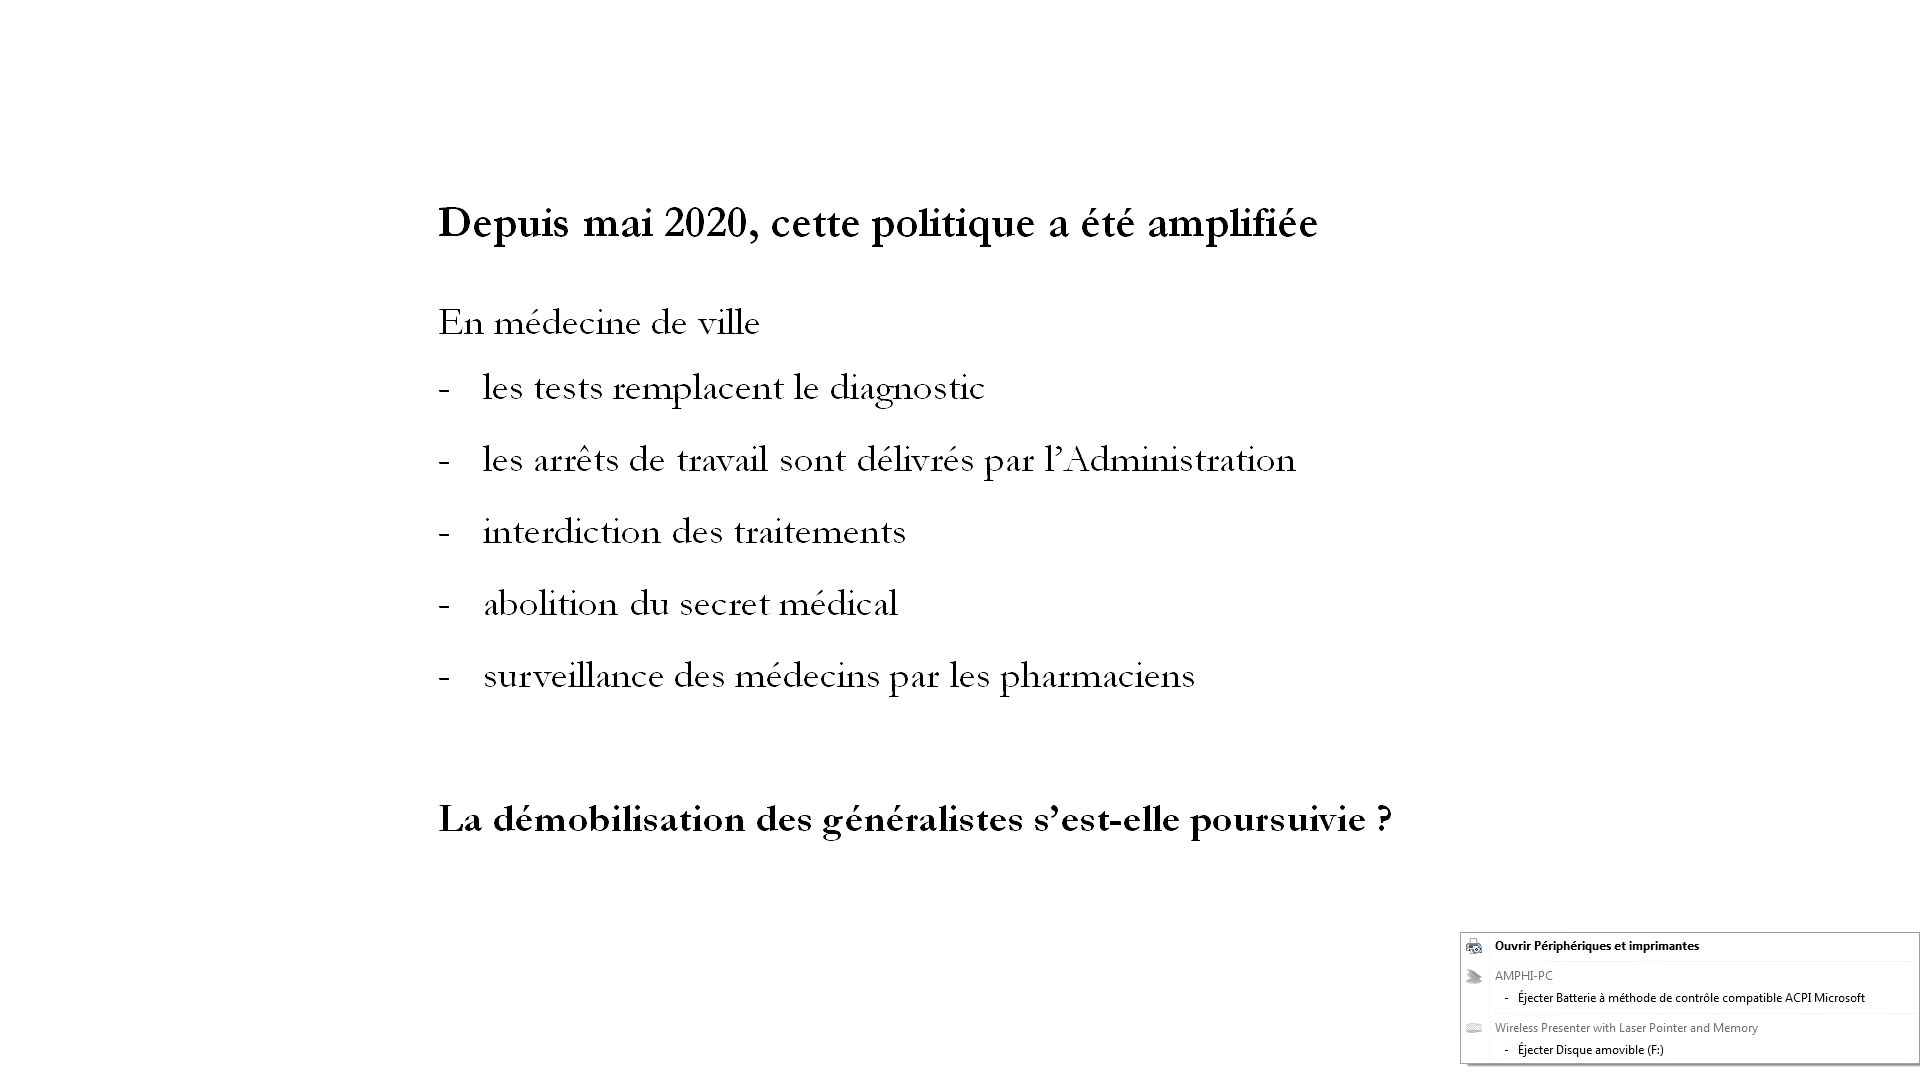 Depuis mai 2020, cette politique a été amplifiée
En médecine de ville
- les tests remplacent le diagnostic
- les arrêts de travail sont délivrés par l’Administration
- interdiction des traitements
- abolition du secret médical
- surveillance des médecins par les pharmaciens
La démobilisation des généralistes s’est-elle poursuivie ?
Ouvrir Périphériques et imprimantes
AMPHI-PC
- Éjecter Batterie à méthode de contrôle compatible ACPI Microsoft
Wireless Presenter with Laser Pointer and Memory
- Éjecter Disque amovible (F:)